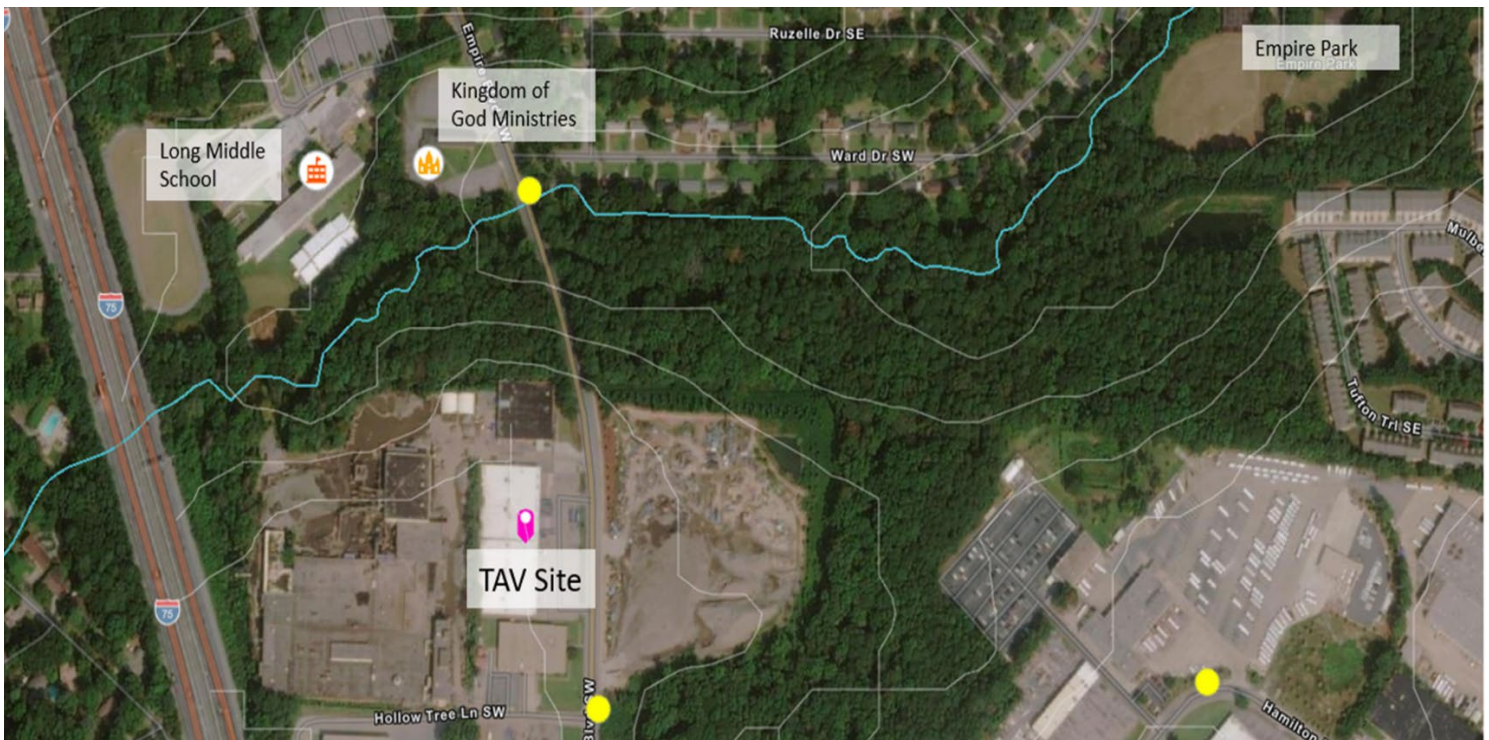 Ruzelle Dr SE
Empire Park
Empire Park
Kingdom of
God Ministries
Empire
Long Middle
School
Ward Dr SW
75
Tufton Trl SE
TAV Site
75
Hollow Tree Ln SW
Hamilton